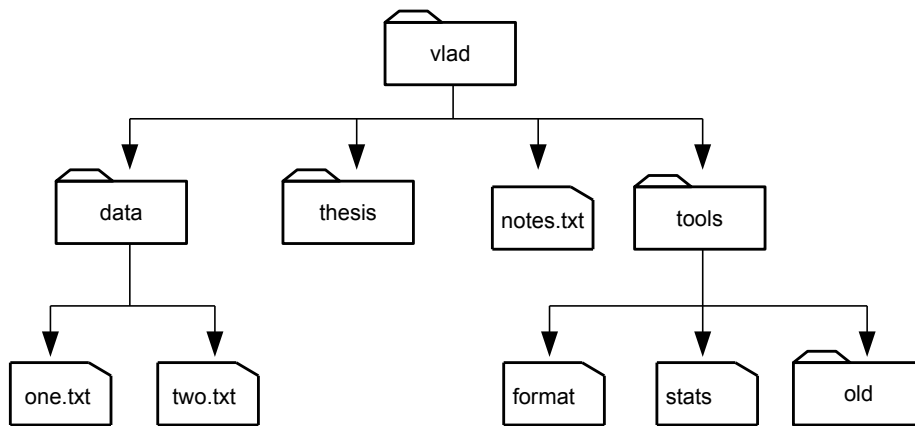 vlad
data
thesis
notes.txt
tools
one.txt
two.txt
format
stats
old